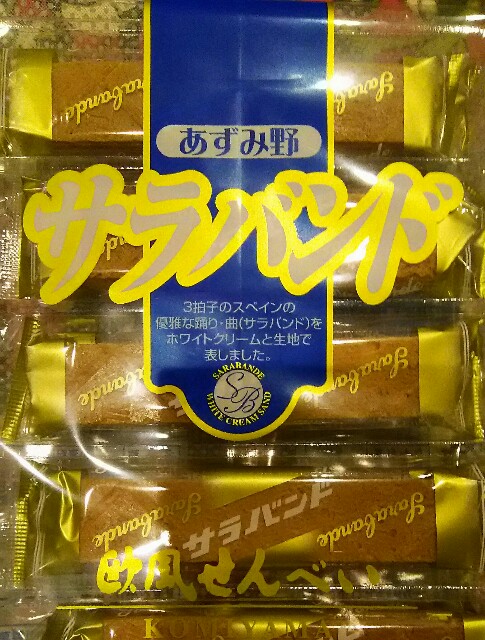 Sarabande
Sarabande
あずみ野
サラバンド
3拍子のスペインの
優雅な踊り・曲(サラバンド)を
ホワイトクリームと生地で
表しました。
SARABANDE
SB
WHITE CREAM SAND
Sarabande
Sarabande
Sarabande
サラバンド
Sarabande
欧風せんべい